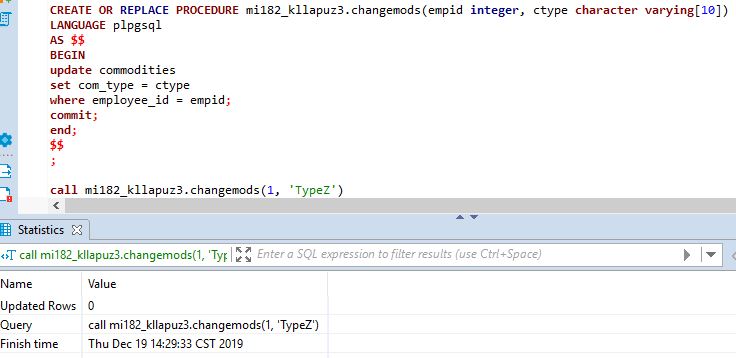 CREATE OR REPLACE PROCEDURE mi182_kllapuz3.changemods(empid integer, ctype character varying[10])
LANGUAGE plpgsql
AS $$
BEGIN
update commodities
set com_type = ctype
where employee_id = empid;
commit;
end;
$$
;
call mi182_kllapuz3.changemods(1, 'TypeZ')
Statistics
call mi182_kllapuz3.changemods(1, 'Typ
Enter a SQL expression to filter results (use Ctrl+Space)
Name Value
Updated Rows 0
Query call mi182_kllapuz3.changemods(1, 'TypeZ')
Finish time Thu Dec 19 14:29:33 CST 2019